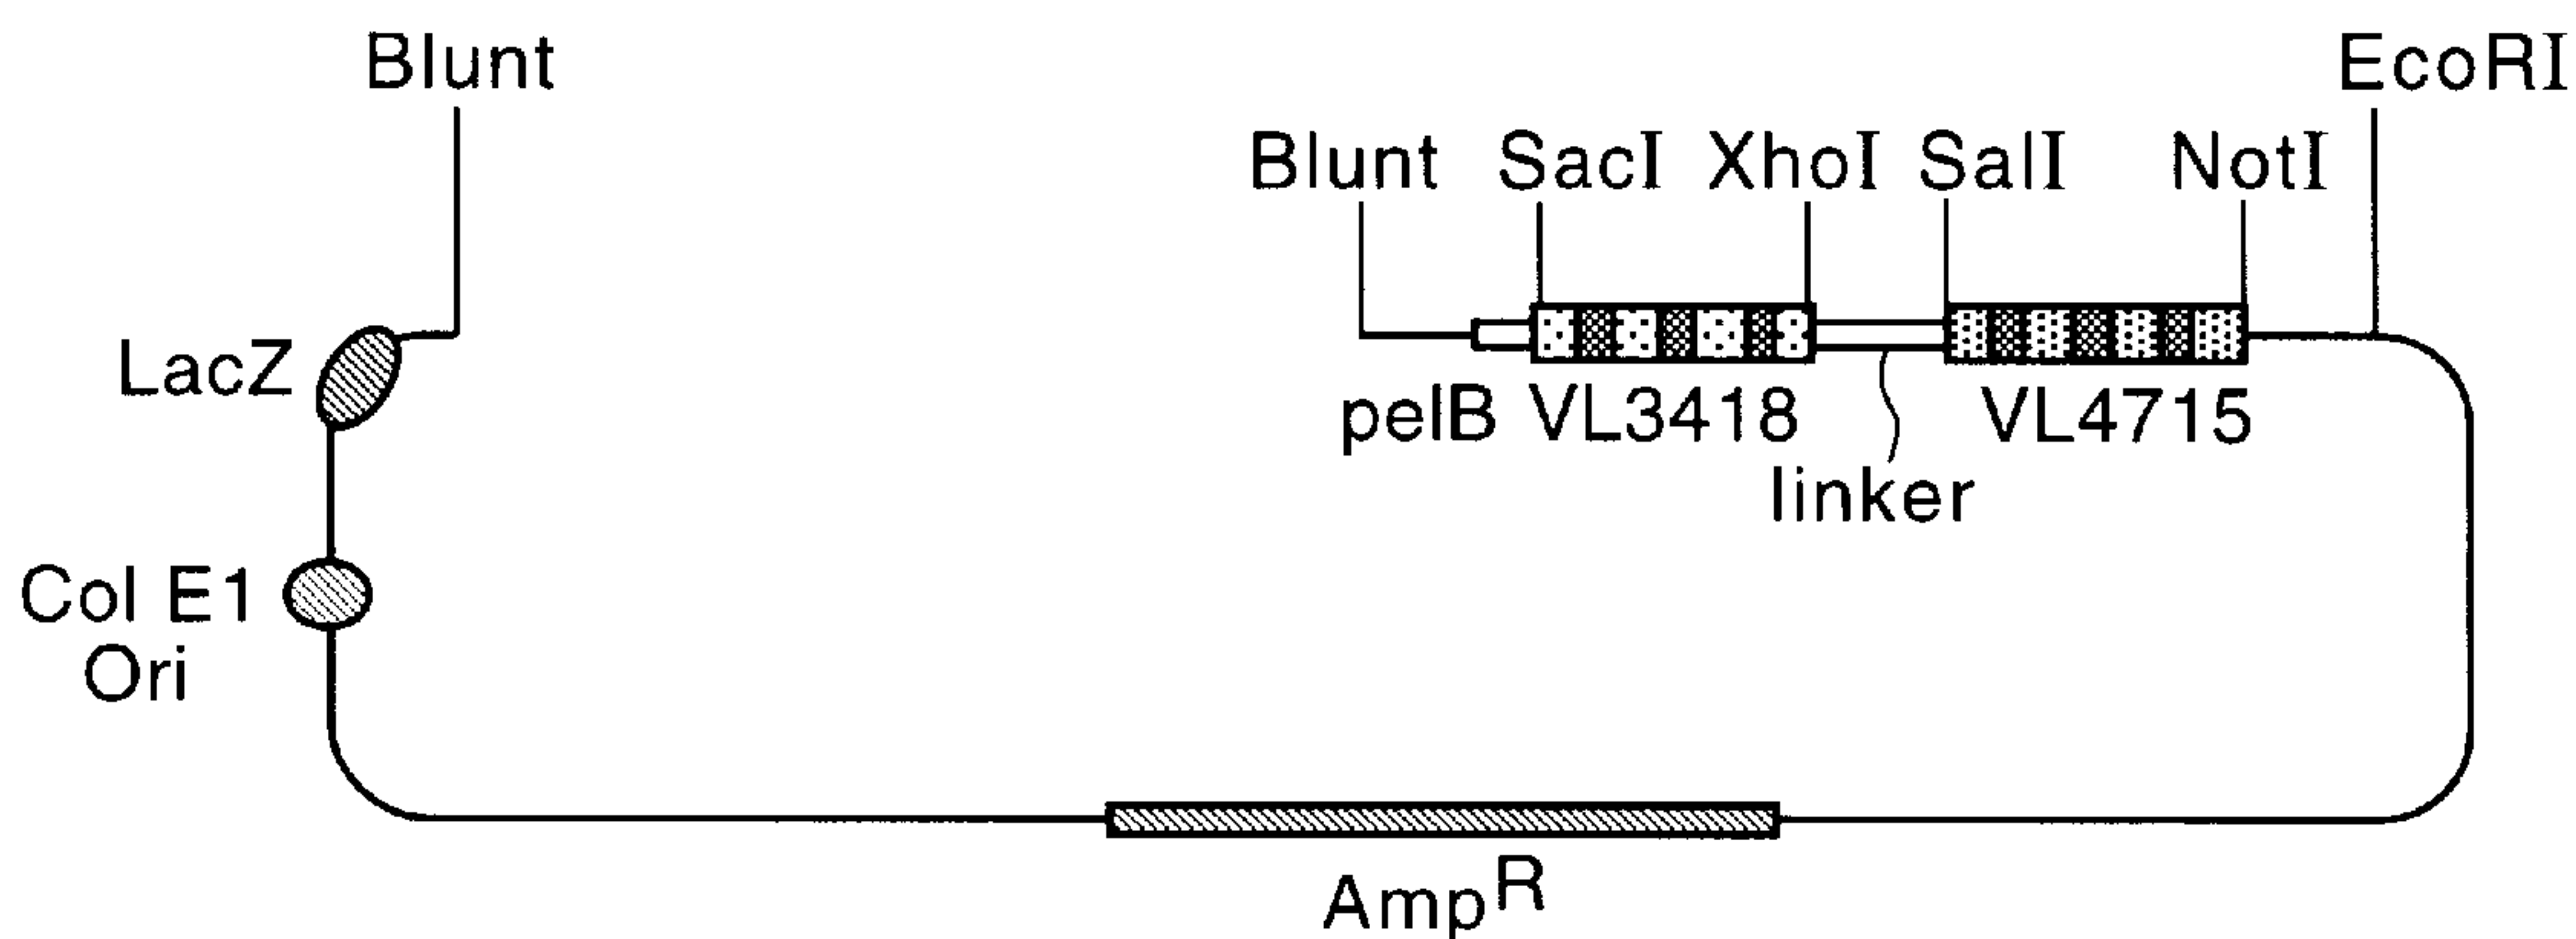 Blunt
EcoRI
Blunt SacI XhoI SalI NotI
LacZ
pelB VL3418 VL4715
linker
Col E1
Ori
AmpR